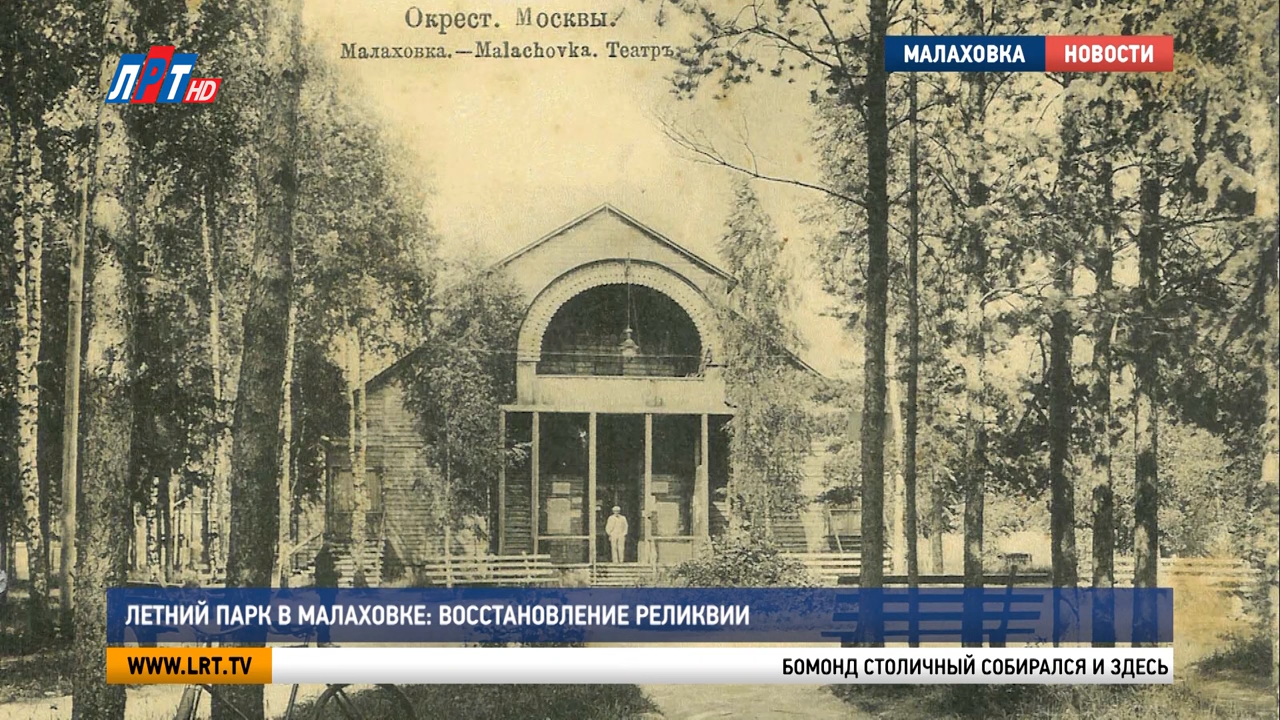 Окрест. Москвы.
Малаховка.—Malachovka. Театръ.
ЛРТ HD
МАЛАХОВКА НОВОСТИ
ЛЕТНИЙ ПАРК В МАЛАХОВКЕ: ВОССТАНОВЛЕНИЕ РЕЛИКВИИ
WWW.LRT.TV
БОМОНД СТОЛИЧНЫЙ СОБИРАЛСЯ И ЗДЕСЬ